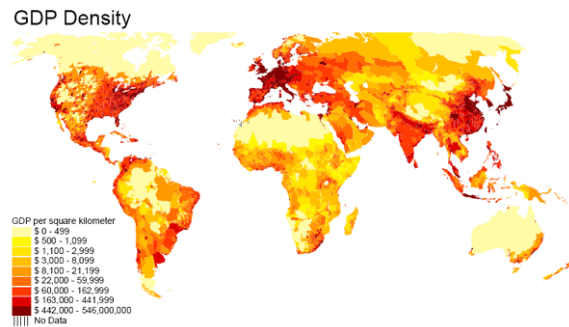 GDP Density
GDP per square kilometer
$ 0 - 499
$ 500 - 1,099
$ 1,100 - 2,999
$ 3,000 - 8,099
$ 8,100 - 21,199
$ 22,000 - 59,999
$ 60,000 - 162,999
$ 163,000 - 441,999
$ 442,000 - 546,000,000
No Data